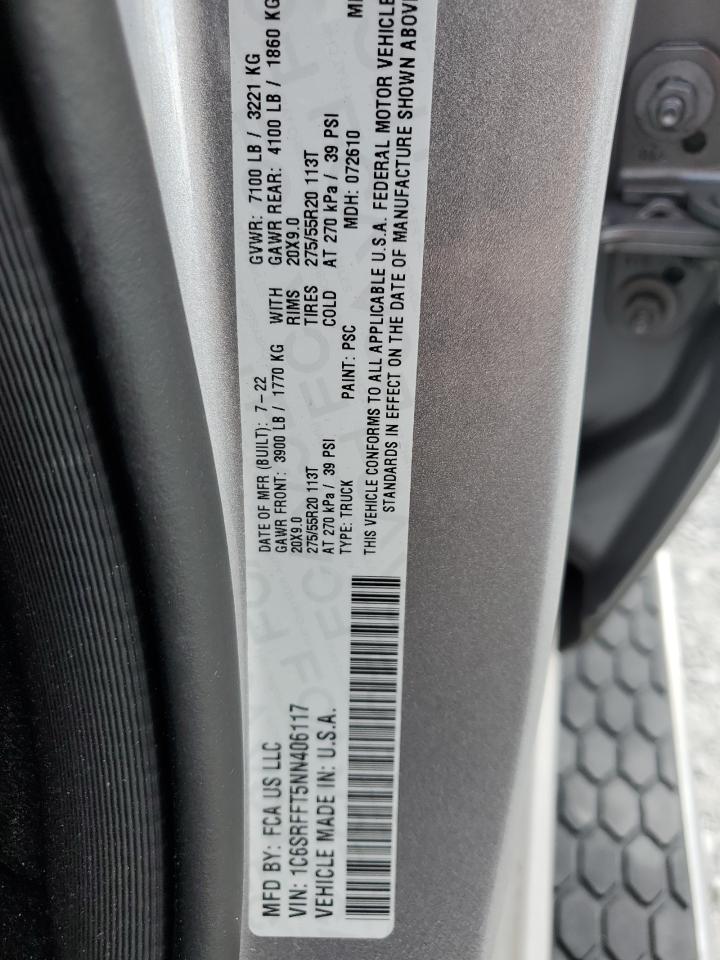 MFD BY: FCA US LLC
VIN: 1C6SRFFT5NN406117
VEHICLE MADE IN: U.S.A.
DATE OF MFR (BUILT): 7-22 GVWR: 7100 LB / 3221 KG
GAWR FRONT: 3900 LB / 1770 KG WITH GAWR REAR: 4100 LB / 1860 KG
20X9.0 RIMS 20X9.0
275/55R20 113T TIRES 275/55R20 113T
AT 270 kPa / 39 PSI COLD AT 270 kPa / 39 PSI
TYPE: TRUCK PAINT: PSC MDH: 072610
THIS VEHICLE CONFORMS TO ALL APPLICABLE U.S.A. FEDERAL MOTOR VEHICLE
STANDARDS IN EFFECT ON THE DATE OF MANUFACTURE SHOWN ABOVE